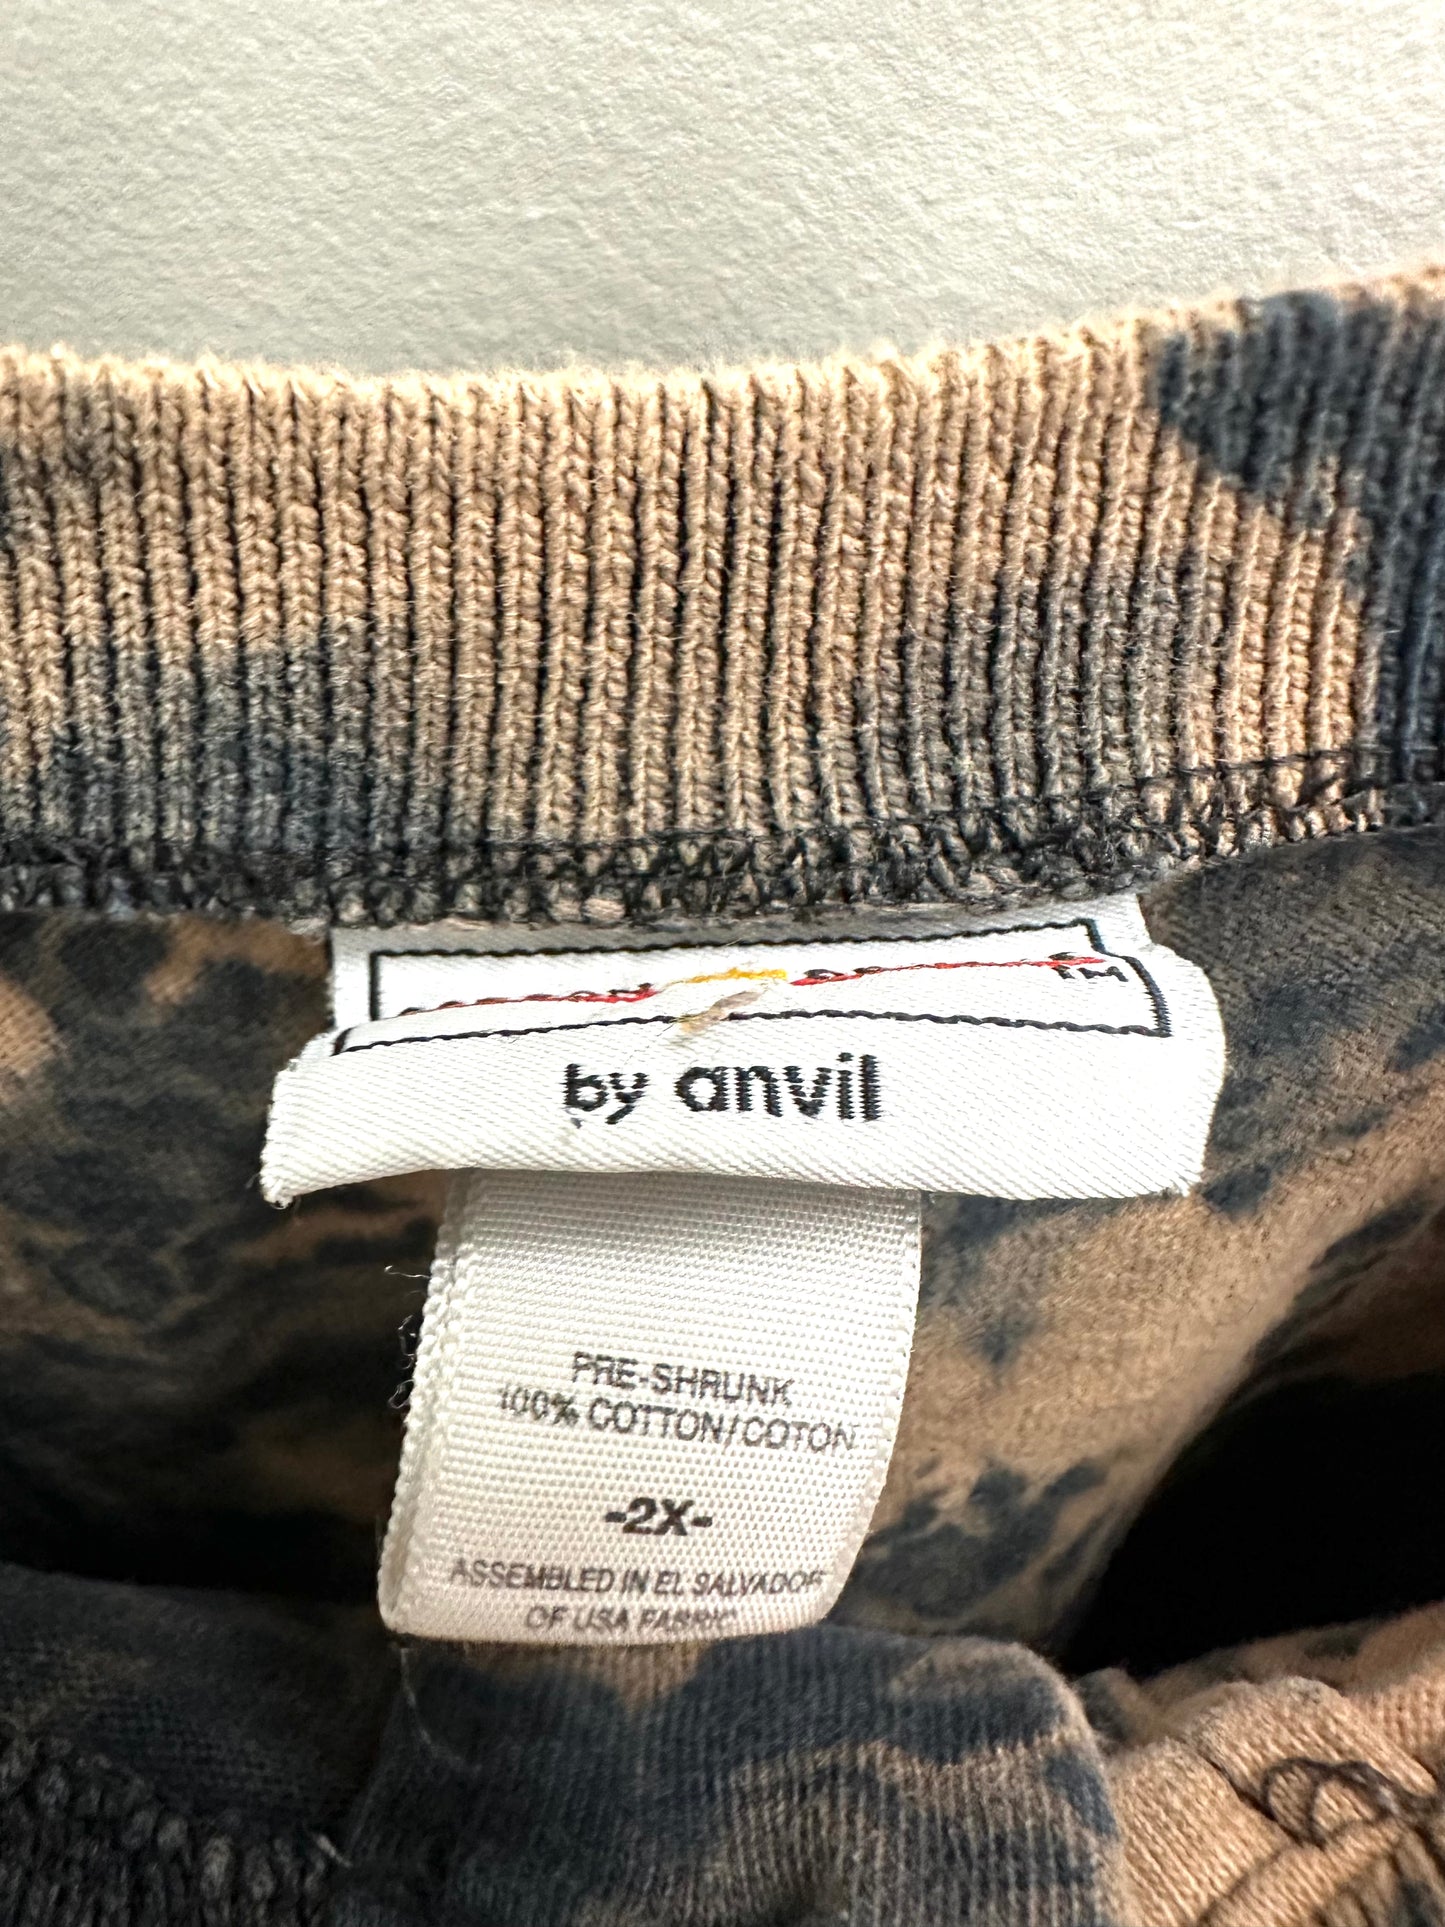 TM
by anvil
PRE-SHRUNK
100% COTTON/COTON
-2X-
ASSEMBLED IN EL SALVADOR
OF USA FABRIC